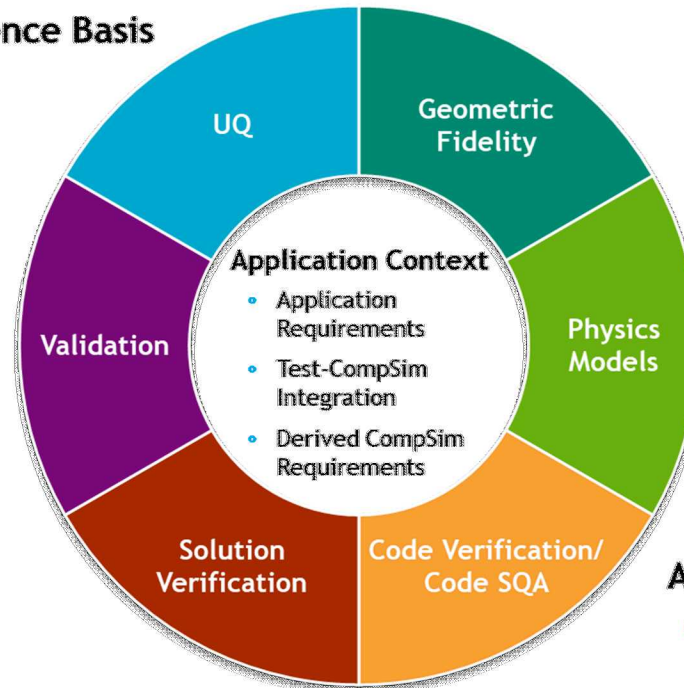 nce Basis
UQ
Geometric
Fidelity
Application Context
• Application
Requirements
• Test-CompSim
Integration
• Derived CompSim
Requirements
Validation
Physics
Models
Solution
Verification
Code Verification/
Code SQA
A